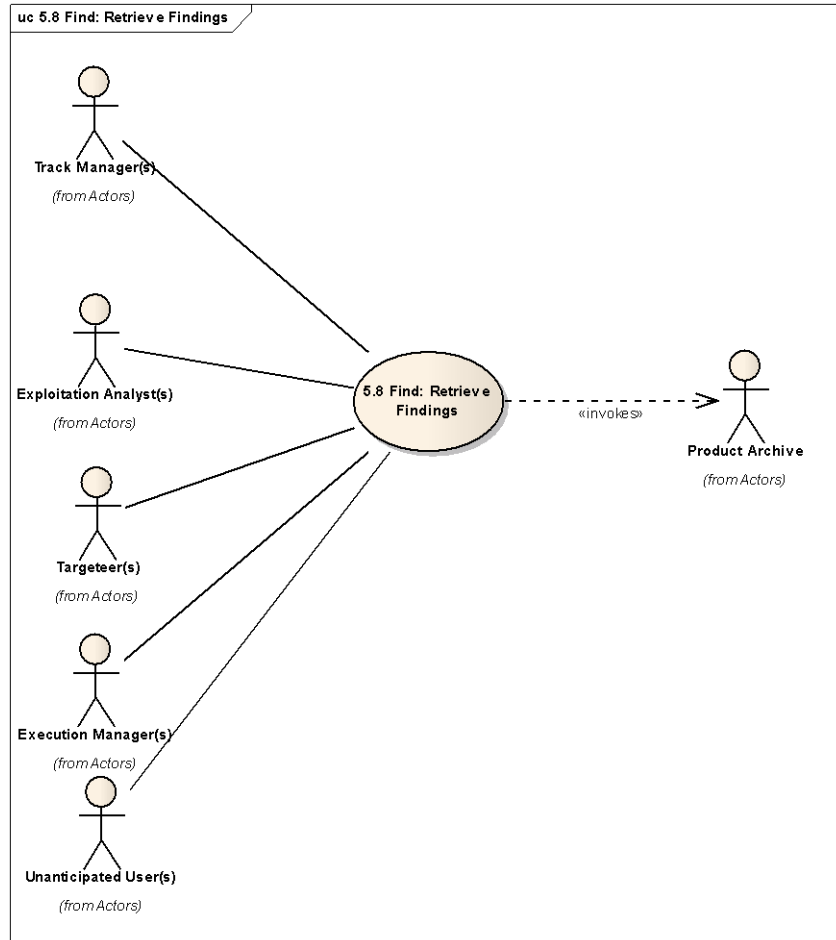 uc 5.8 Find: Retrieve Findings
Track Manager(s)
(from Actors)
Exploitation Analyst(s)
(from Actors)
5.8 Find: Retrieve
Findings
«invokes»
Product Archive
(from Actors)
Targeteer(s)
(from Actors)
Execution Manager(s)
(from Actors)
Unanticipated User(s)
(from Actors)